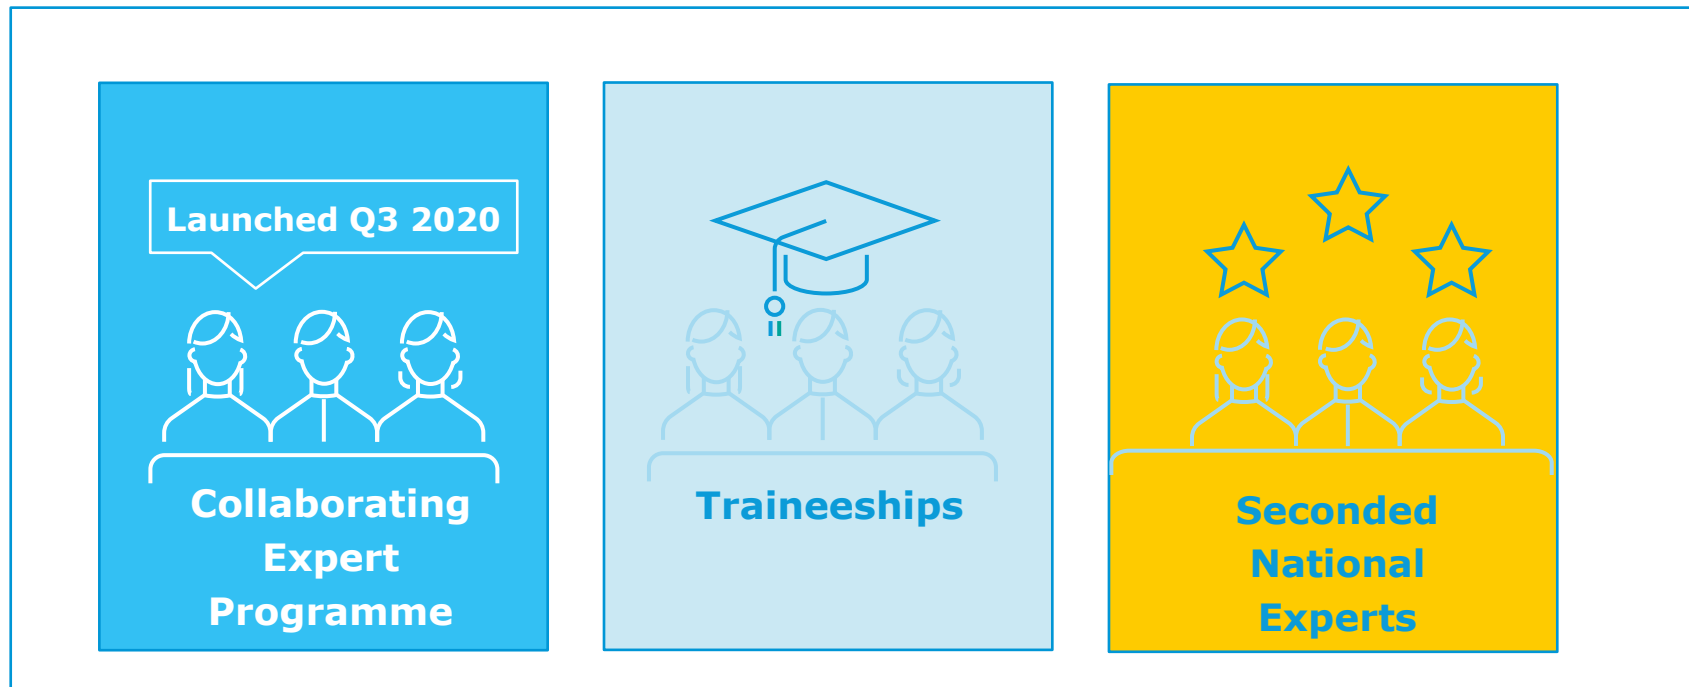 Launched Q3 2020
Collaborating
Expert
Programme
Traineeships
Seconded
National
Experts